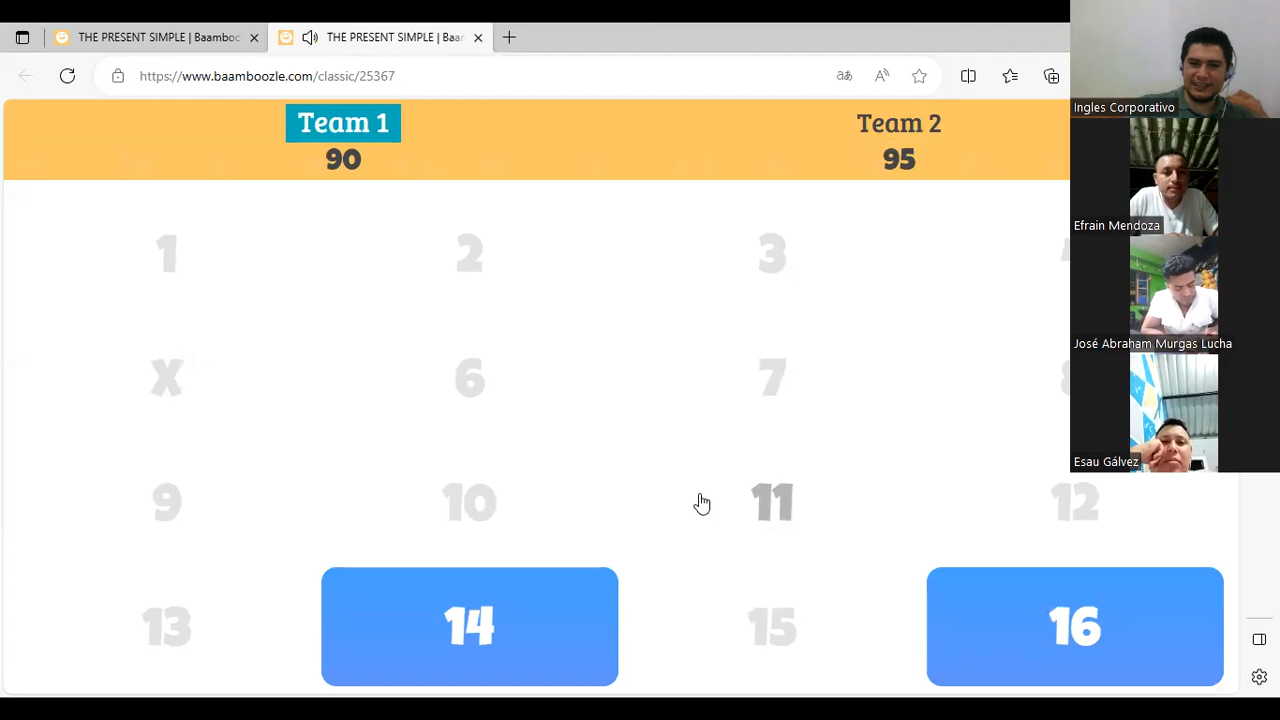 THE PRESENT SIMPLE | Baambooz
THE PRESENT SIMPLE | Baar
https://www.baamboozle.com/classic/25367
Ingles Corporativo
Team 1
Team 2
90
95
Efrain Mendoza
1
2
3
José Abraham Murgas Lucha
X
6
7
Esau Gálvez
9
10
11
12
13
14
15
16